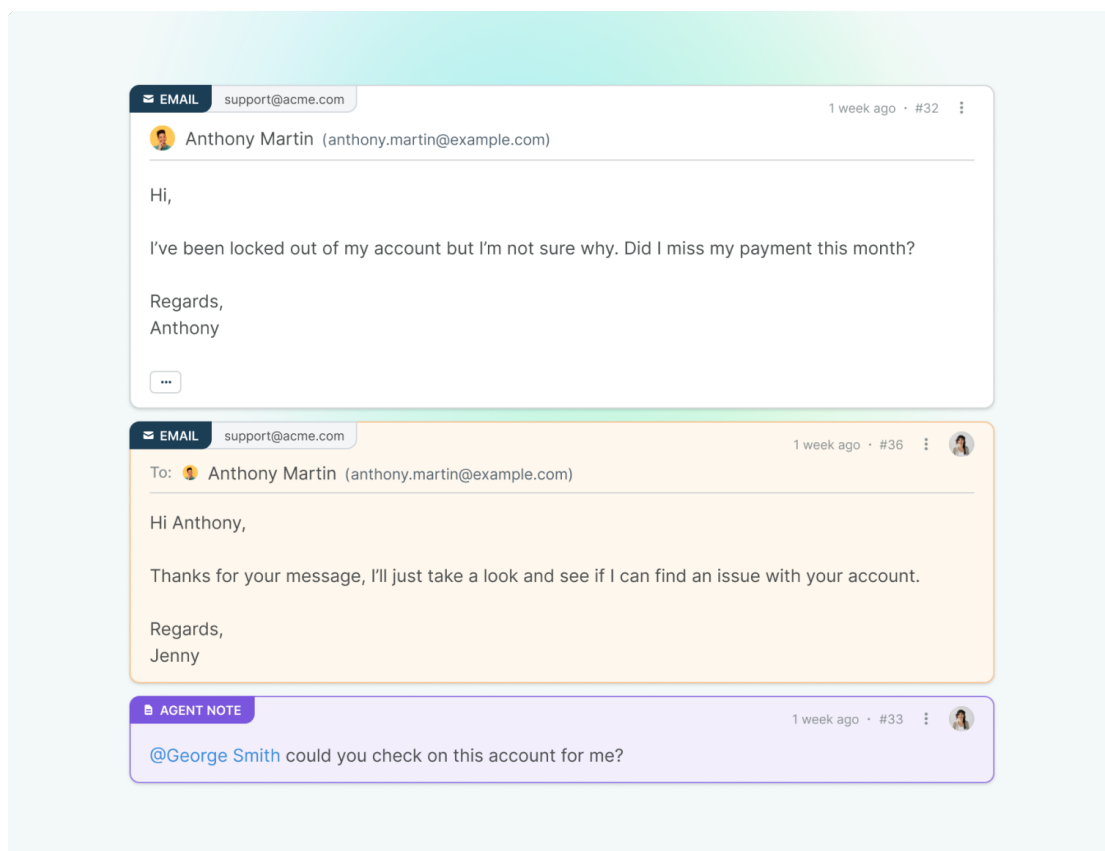 EMAIL support@acme.com
1 week ago · #32
Anthony Martin (anthony.martin@example.com)
Hi,
I’ve been locked out of my account but I’m not sure why. Did I miss my payment this month?
Regards,
Anthony
EMAIL support@acme.com
1 week ago · #36
To: Anthony Martin (anthony.martin@example.com)
Hi Anthony,
Thanks for your message, I’ll just take a look and see if I can find an issue with your account.
Regards,
Jenny
AGENT NOTE
1 week ago · #33
@George Smith could you check on this account for me?